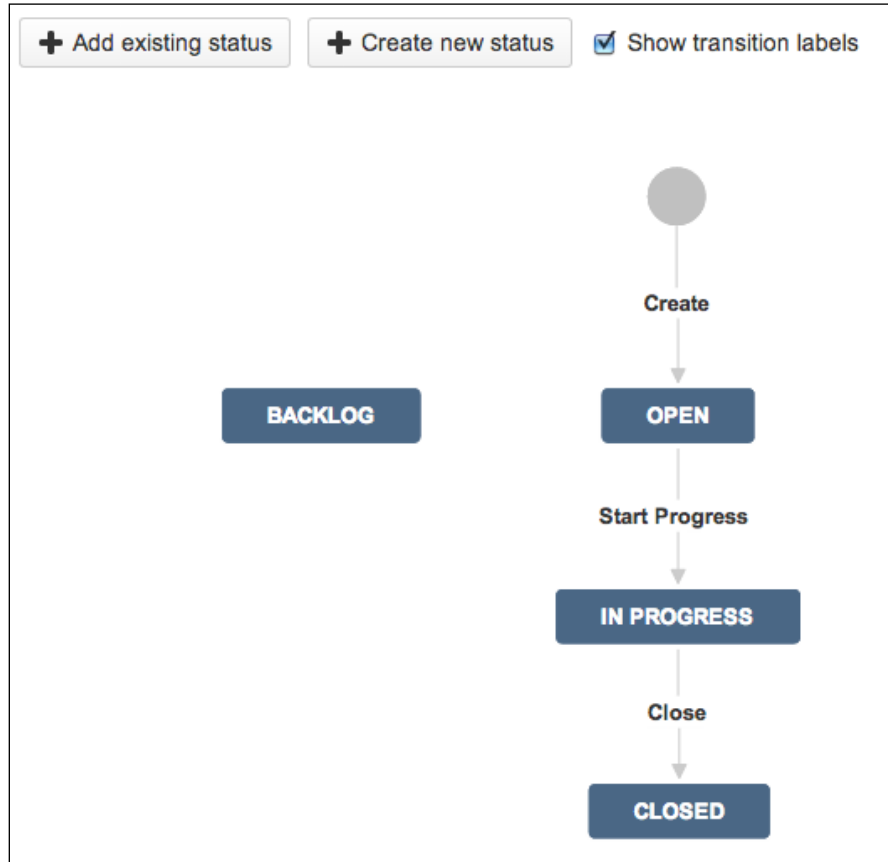 Add existing status
Create new status
Show transition labels
Create
BACKLOG
OPEN
Start Progress
IN PROGRESS
Close
CLOSED